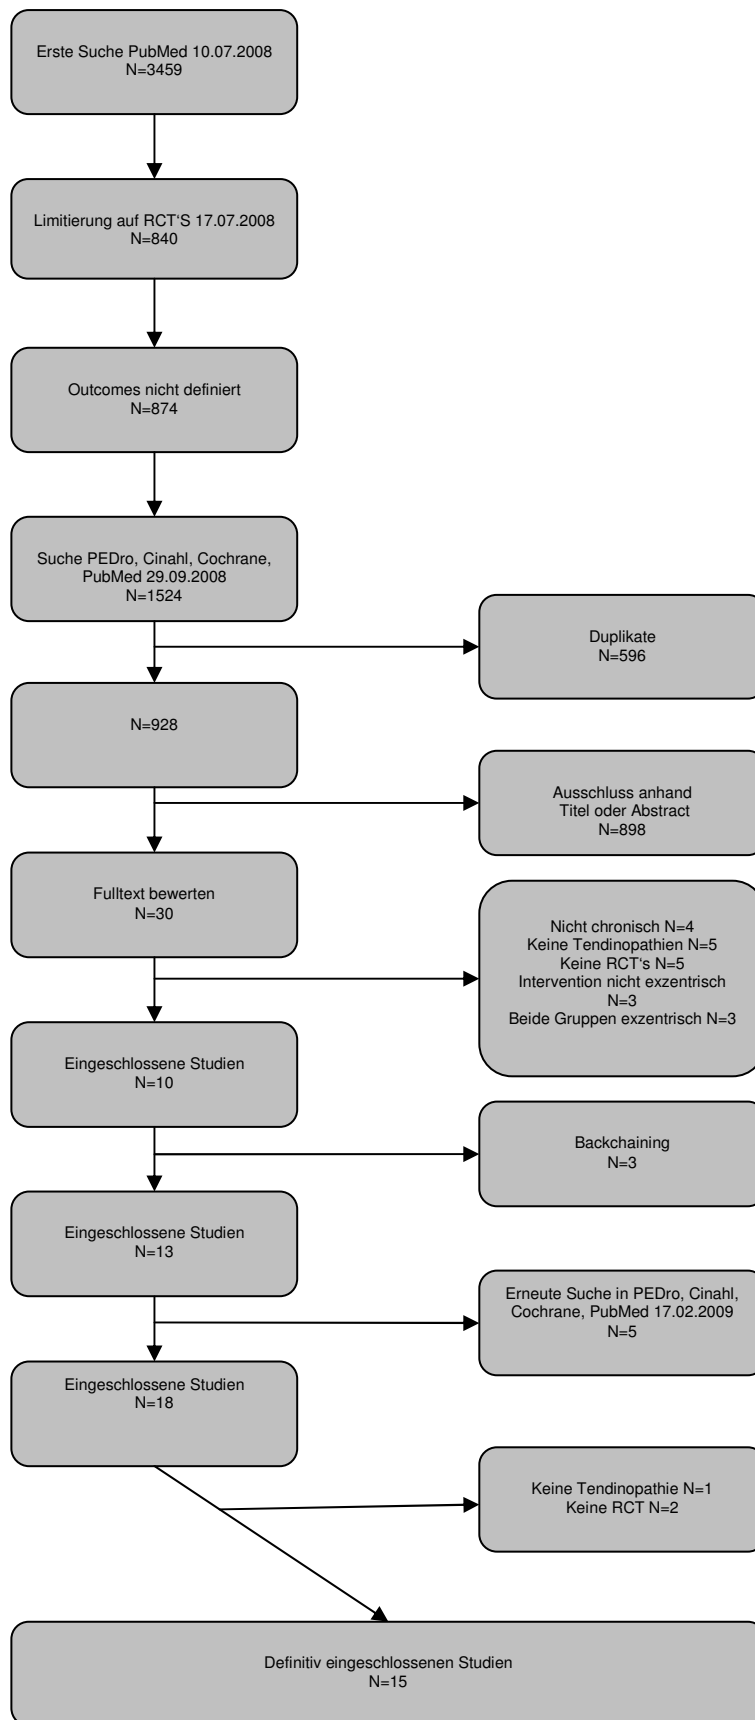 Erste Suche PubMed 10.07.2008
N=3459
Limitierung auf RCT'S 17.07.2008
N=840
Outcomes nicht definiert
N=874
Suche PEDro, Cinahl, Cochrane,
PubMed 29.09.2008
N=1524
Duplikate
N=596
N=928
Ausschluss anhand
Titel oder Abstract
N=898
Fulltext bewerten
N=30
Nicht chronisch N=4
Keine Tendinopathien N=5
Keine RCT's N=5
Intervention nicht exzentrisch
N=3
Beide Gruppen exzentrisch N=3
Eingeschlossene Studien
N=10
Backchaining
N=3
Eingeschlossene Studien
N=13
Erneute Suche in PEDro, Cinahl,
Cochrane, PubMed 17.02.2009
N=5
Eingeschlossene Studien
N=18
Keine Tendinopathie N=1
Keine RCT N=2
Definitiv eingeschlossenen Studien
N=15